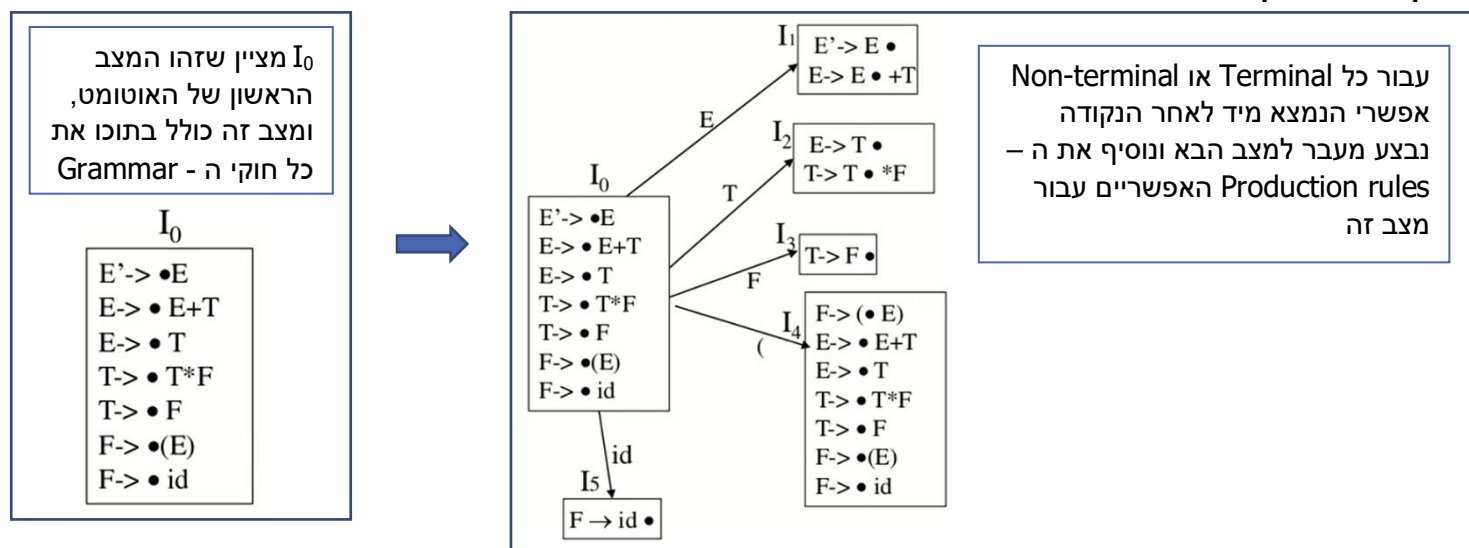 I₀ מציין שזהו המצב
הראשון של האוטומט,
ומצב זה כולל בתוכו את
כל חוקי ה - Grammar
I₀
E’-> •E
E-> • E+T
E-> • T
T-> • T*F
T-> • F
F-> •(E)
F-> • id
I₀
E’-> •E
E-> • E+T
E-> • T
T-> • T*F
T-> • F
F-> •(E)
F-> • id
E
I₁
E’-> E •
E-> E • +T
T
I₂
E-> T •
T-> T • *F
F
I₃
T-> F •
(
I₄
F-> (• E)
E-> • E+T
E-> • T
T-> • T*F
T-> • F
F-> •(E)
F-> • id
id
I5
F → id •
עבור כל Terminal או Non-terminal
אפשרי הנמצא מיד לאחר הנקודה
נבצע מעבר למצב הבא ונוסיף את ה –
Production rules האפשריים עבור
מצב זה